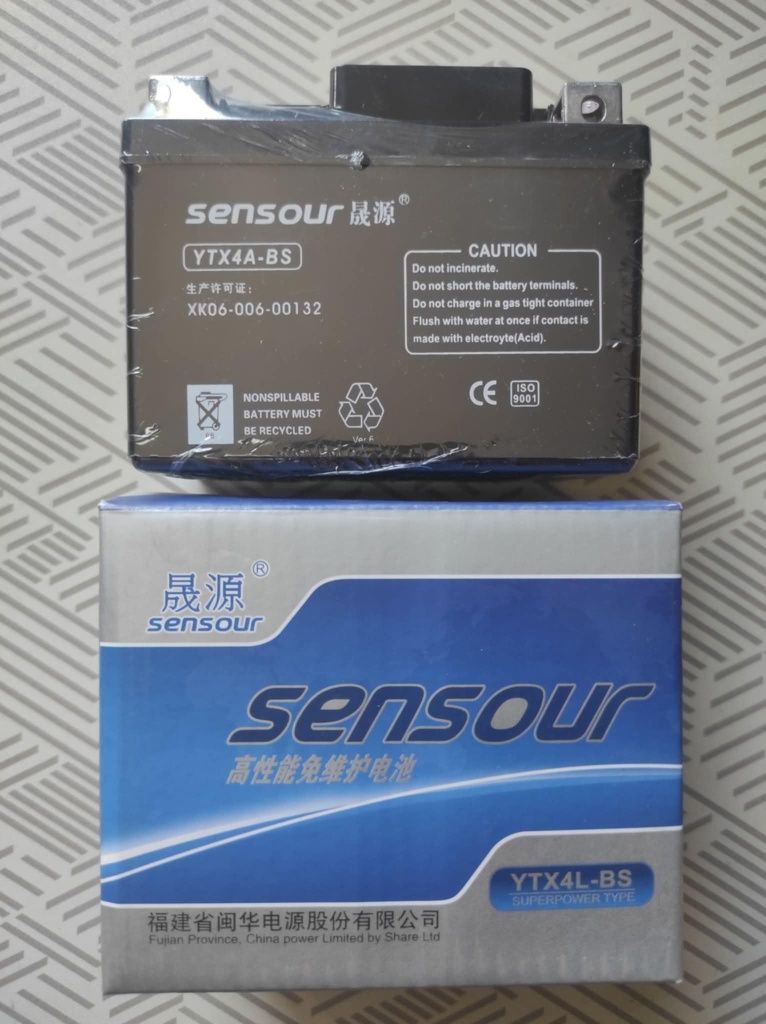 sensour 晟源®
YTX4A-BS
生产许可证:
XK06-006-00132
CAUTION
Do not incinerate.
Do not short the battery terminals.
Do not charge in a gas tight container
Flush with water at once if contact is
made with electroyte(Acid).
Pb
NONSPILLABLE
BATTERY MUST
BE RECYCLED
Ver.6
CE
ISO
9001
晟源®
sensour
sensour
高性能免维护电池
YTX4L-BS
SUPERPOWER TYPE
福建省闽华电源股份有限公司
Fujian Province, China power Limited by Share Ltd